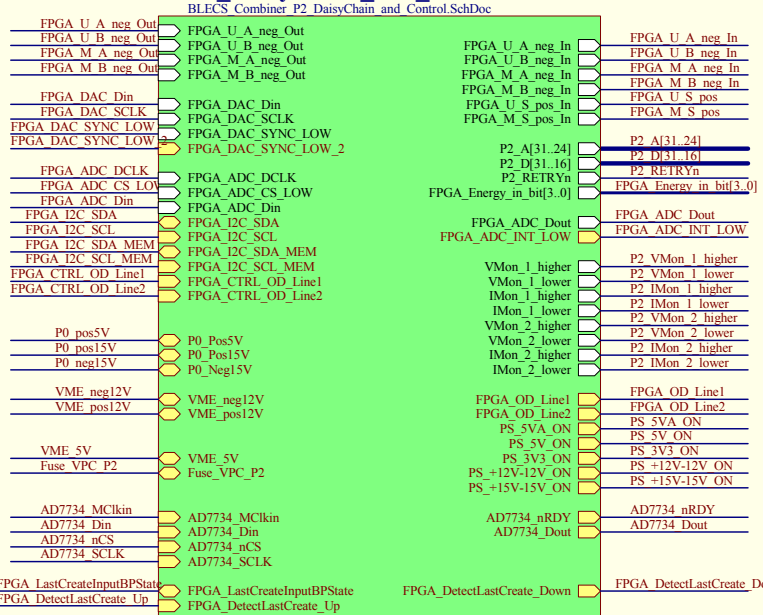 BLECS_Combiner_P2_DaisyChain_and_Control.SchDoc
FPGA_U_A_neg_Out
FPGA_U_B_neg_Out
FPGA_M_A_neg_Out
FPGA_M_B_neg_Out
FPGA_DAC_Din
FPGA_DAC_SCLK
FPGA_DAC_SYNC_LOW
FPGA_DAC_SYNC_LOW_2
FPGA_ADC_DCLK
FPGA_ADC_CS_LOW
FPGA_ADC_Din
FPGA_I2C_SDA
FPGA_I2C_SCL
FPGA_I2C_SDA_MEM
FPGA_I2C_SCL_MEM
FPGA_CTRL_OD_Line1
FPGA_CTRL_OD_Line2
P0_pos5V
P0_pos15V
P0_neg15V
VME_neg12V
VME_pos12V
VME_5V
Fuse_VPC_P2
AD7734_MClkin
AD7734_Din
AD7734_nCS
AD7734_SCLK
FPGA_LastCreateInputBPState
FPGA_DetectLastCreate_Up
FPGA_U_A_neg_Out
FPGA_U_B_neg_Out
FPGA_M_A_neg_Out
FPGA_M_B_neg_Out
FPGA_DAC_Din
FPGA_DAC_SCLK
FPGA_DAC_SYNC_LOW
FPGA_DAC_SYNC_LOW_2
FPGA_ADC_DCLK
FPGA_ADC_CS_LOW
FPGA_ADC_Din
FPGA_I2C_SDA
FPGA_I2C_SCL
FPGA_I2C_SDA_MEM
FPGA_I2C_SCL_MEM
FPGA_CTRL_OD_Line1
FPGA_CTRL_OD_Line2
P0_Pos5V
P0_Pos15V
P0_Neg15V
VME_neg12V
VME_pos12V
VME_5V
Fuse_VPC_P2
AD7734_MClkin
AD7734_Din
AD7734_nCS
AD7734_SCLK
FPGA_LastCreateInputBPState
FPGA_DetectLastCreate_Up
FPGA_U_A_neg_In
FPGA_U_B_neg_In
FPGA_M_A_neg_In
FPGA_M_B_neg_In
FPGA_U_S_pos_In
FPGA_M_S_pos_In
P2_A[31..24]
P2_D[31..16]
P2_RETRYn
FPGA_Energy_in_bit[3..0]
FPGA_ADC_Dout
FPGA_ADC_INT_LOW
VMon_1_higher
VMon_1_lower
IMon_1_higher
IMon_1_lower
VMon_2_higher
VMon_2_lower
IMon_2_higher
IMon_2_lower
FPGA_OD_Line1
FPGA_OD_Line2
PS_5VA_ON
PS_5V_ON
PS_3V3_ON
PS_+12V-12V_ON
PS_+15V-15V_ON
AD7734_nRDY
AD7734_Dout
FPGA_DetectLastCreate_Down
FPGA_U_A_neg_In
FPGA_U_B_neg_In
FPGA_M_A_neg_In
FPGA_M_B_neg_In
FPGA_U_S_pos
FPGA_M_S_pos
P2_A[31..24]
P2_D[31..16]
P2_RETRYn
FPGA_Energy_in_bit[3..0]
FPGA_ADC_Dout
FPGA_ADC_INT_LOW
P2_VMon_1_higher
P2_VMon_1_lower
P2_IMon_1_higher
P2_IMon_1_lower
P2_VMon_2_higher
P2_VMon_2_lower
P2_IMon_2_higher
P2_IMon_2_lower
FPGA_OD_Line1
FPGA_OD_Line2
PS_5VA_ON
PS_5V_ON
PS_3V3_ON
PS_+12V-12V_ON
PS_+15V-15V_ON
AD7734_nRDY
AD7734_Dout